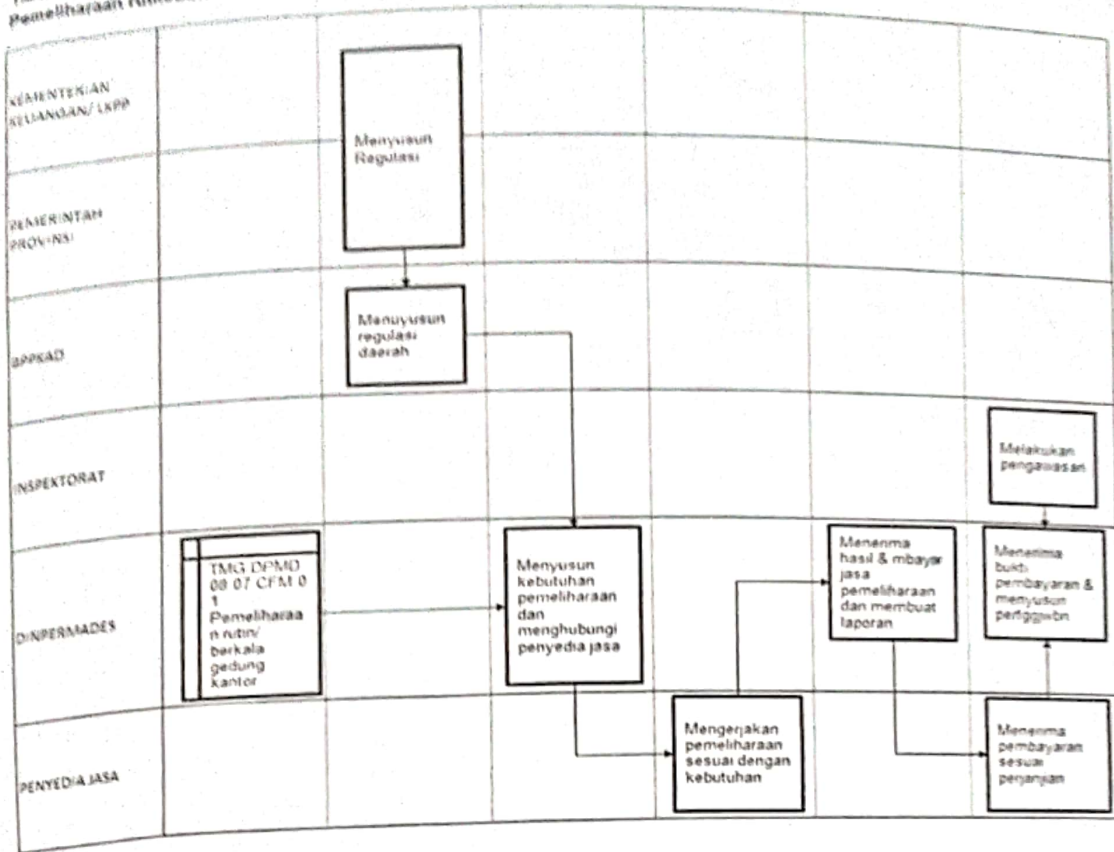 Pemeliharaan
KEMENTERIAN
KEUANGAN/ LKPP
Menyusun
Regulasi
PEMERINTAH
PROVINSI
BPPKAD
Menuyusun
regulasi
daerah
INSPEKTORAT
Melakukan
pengawasan
DINPERMADES
TMG DPMD
08 07 CFM 0
1
Pemeliharaa
n rutin/
berkala
gedung
kantor
Menyusun
kebutuhan
pemeliharaan
dan
menghubungi
penyedia jasa
Menerima
hasil & mbayar
jasa
pemeliharaan
dan membuat
laporan
Menerima
bukti
pembayaran &
menyusun
PENYEDIA JASA
Mengerjakan
pemeliharaan
sesuai dengan
kebutuhan
Menerima
pembayaran
sesuai
perjanjian